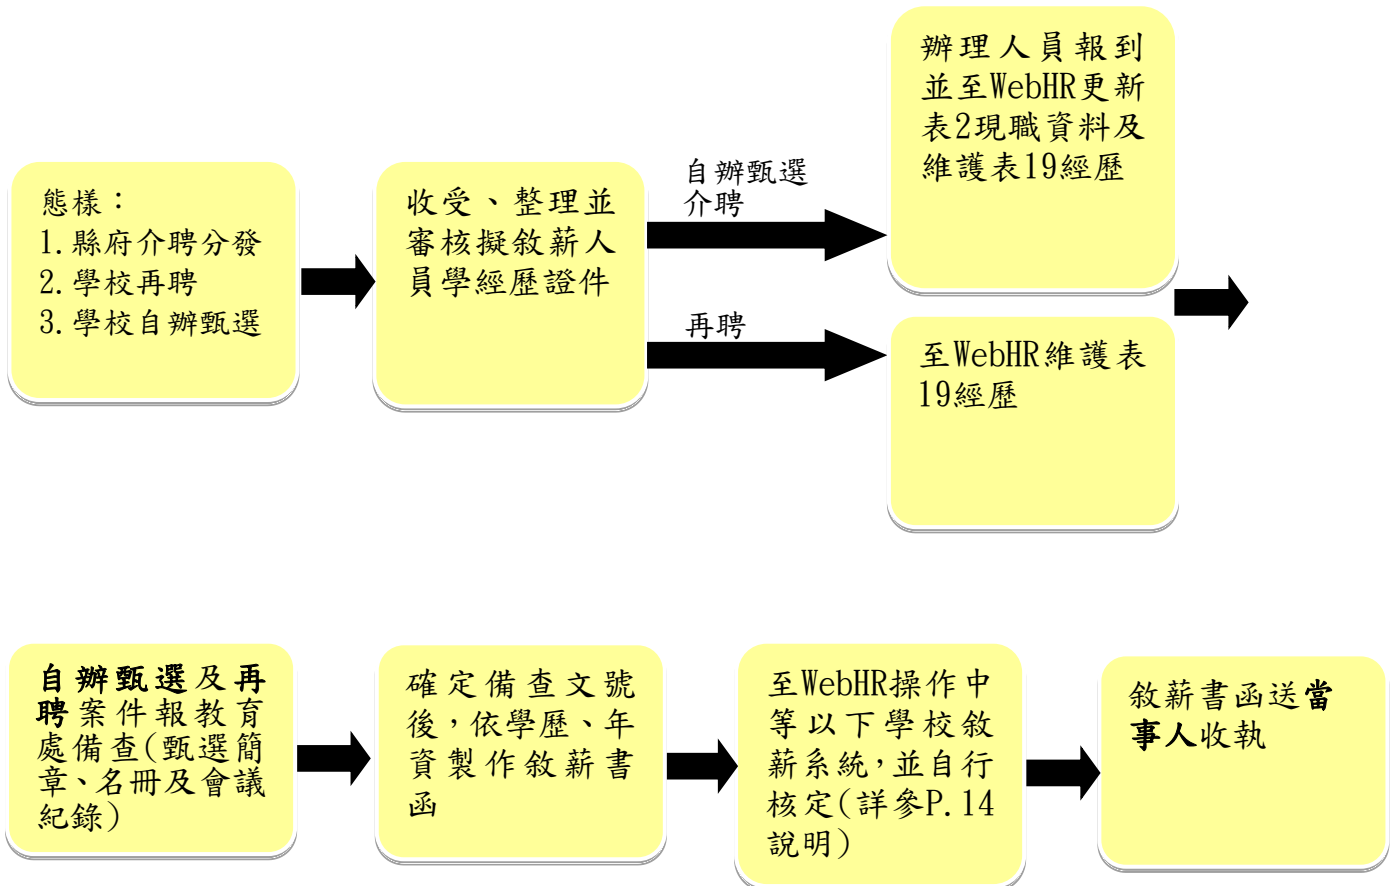 態樣：
1.縣府介聘分發
2.學校再聘
3.學校自辦甄選
收受、整理並
審核擬敘薪人
員學經歷證件
自辦甄選
介聘
再聘
辦理人員報到
並至WebHR更新
表2現職資料及
維護表19經歷
至WebHR維護表
19經歷
自辦甄選及再
聘案件報教育
處備查(甄選簡
章、名冊及會議
紀錄)
確定備查文號
後，依學歷、年
資製作敘薪書
函
至WebHR操作中
等以下學校敘
薪系統，並自行
核定(詳參P.14
說明)
敘薪書函送當
事人收執